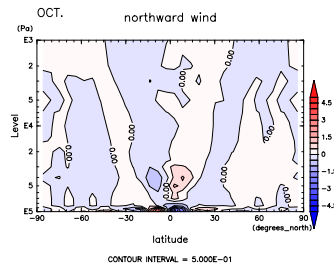 OCT.
northward wind
(Pa)
E3
2
5
E4
2
5
E5
Level
0.00
0.00
0.00
0.00
0.00
0.00
0.00
0.00
−90 −60 −30 0 30 60 90
(degrees_north)
latitude
4.5
3
1.5
0
−1.5
−3
−4.5
CONTOUR INTERVAL = 5.000E−01